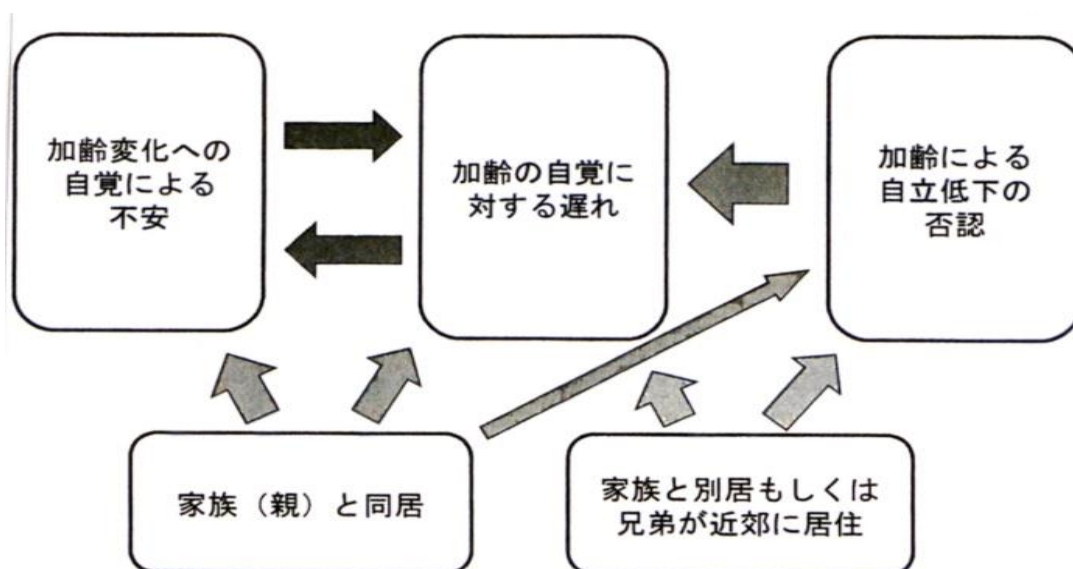 加齢変化への
自覚による
不安
加齢の自覚に
対する遅れ
加齢による
自立低下の
否認
家族（親）と同居
家族と別居もしくは
兄弟が近郊に居住